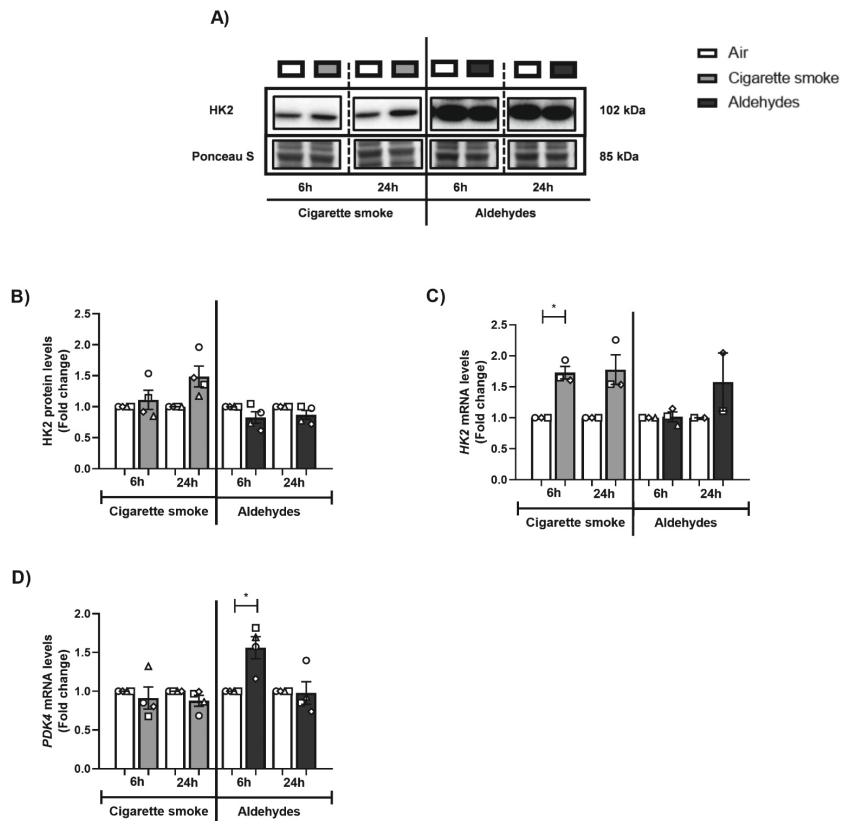 A)
Air
Cigarette smoke
Aldehydes
HK2
102 kDa
Ponceau S
85 kDa
6h 24h 6h 24h
Cigarette smoke Aldehydes
B)
HK2 protein levels
(Fold change)
2.5
2.0
1.5
1.0
0.5
0.0
6h 24h 6h 24h
Cigarette smoke Aldehydes
C)
HK2 mRNA levels
(Fold change)
2.5
2.0
1.5
1.0
0.5
0.0
*
6h 24h 6h 24h
Cigarette smoke Aldehydes
D)
PDK4 mRNA levels
(Fold change)
2.0
1.5
1.0
0.5
0.0
*
6h 24h 6h 24h
Cigarette smoke Aldehydes